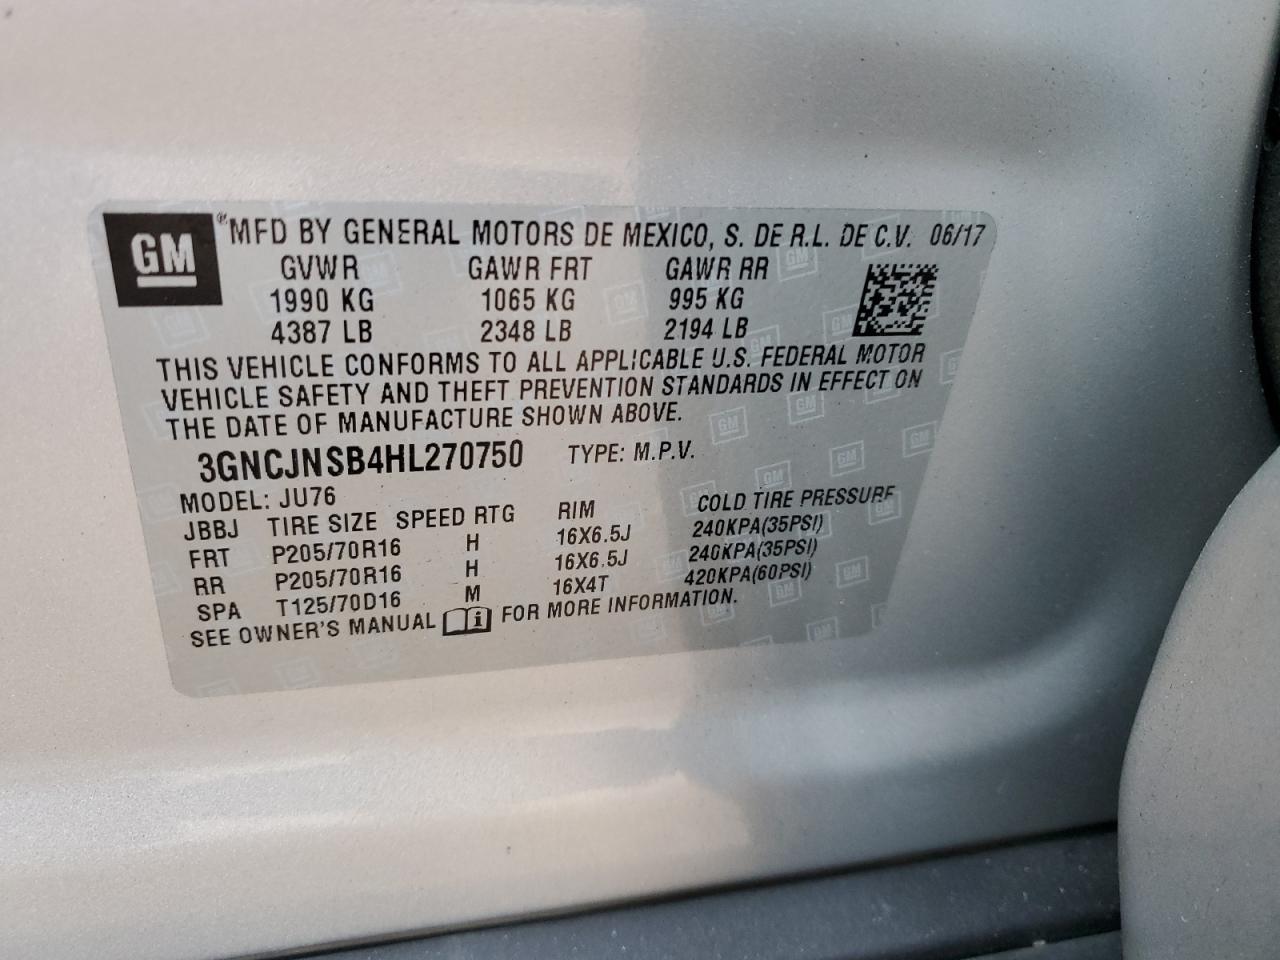 GM
® MFD BY GENERAL MOTORS DE MEXICO, S. DE R.L. DE C.V. 06/17
GVWR GAWR FRT GAWR RR
1990 KG 1065 KG 995 KG
4387 LB 2348 LB 2194 LB
THIS VEHICLE CONFORMS TO ALL APPLICABLE U.S. FEDERAL MOTOR
VEHICLE SAFETY AND THEFT PREVENTION STANDARDS IN EFFECT ON
THE DATE OF MANUFACTURE SHOWN ABOVE.
3GNCJNSB4HL270750 TYPE: M.P.V.
MODEL: JU76
JBBJ TIRE SIZE SPEED RTG RIM COLD TIRE PRESSURE
FRT P205/70R16 H 16X6.5J 240KPA(35PSI)
RR P205/70R16 H 16X6.5J 240KPA(35PSI)
SPA T125/70D16 M 16X4T 420KPA(60PSI)
SEE OWNER'S MANUAL i FOR MORE INFORMATION.